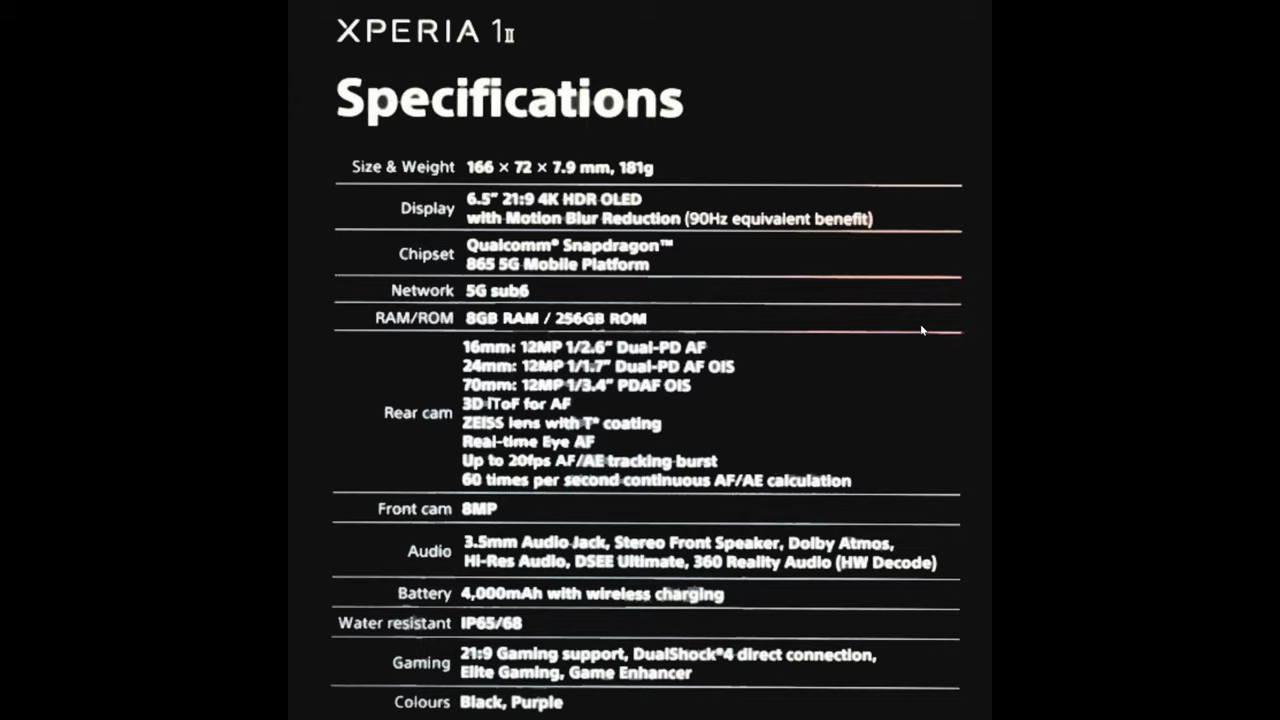 XPERIA 1II
Specifications
Size & Weight 166 × 72 × 7.9 mm, 181g
Display 6.5" 21:9 4K HDR OLED
with Motion Blur Reduction (90Hz equivalent benefit)
Chipset Qualcomm® Snapdragon™
865 5G Mobile Platform
Network 5G sub6
RAM/ROM 8GB RAM / 256GB ROM
Rear cam 16mm: 12MP 1/2.6" Dual-PD AF
24mm: 12MP 1/1.7" Dual-PD AF OIS
70mm: 12MP 1/3.4" PDAF OIS
3D iToF for AF
ZEISS lens with T* coating
Real-time Eye AF
Up to 20fps AF/AE tracking burst
60 times per second continuous AF/AE calculation
Front cam 8MP
Audio 3.5mm Audio Jack, Stereo Front Speaker, Dolby Atmos,
Hi-Res Audio, DSEE Ultimate, 360 Reality Audio (HW Decode)
Battery 4,000mAh with wireless charging
Water resistant IP65/68
Gaming 21:9 Gaming support, DualShock®4 direct connection,
Elite Gaming, Game Enhancer
Colours Black, Purple